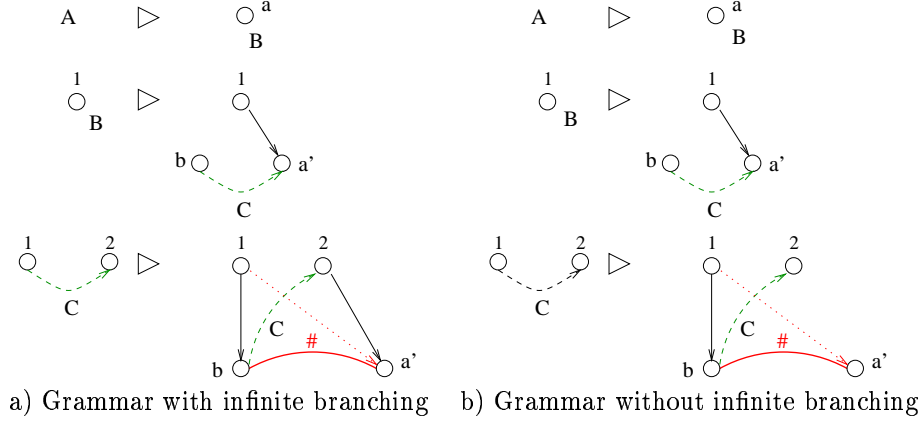 A a B
A a B
1 B 1
1 B 1
b a' C
b a' C
1 2 C 1 2
1 2 C 1 2
C #
C #
b a'
b a'
a) Grammar with infinite branching
b) Grammar without infinite branching